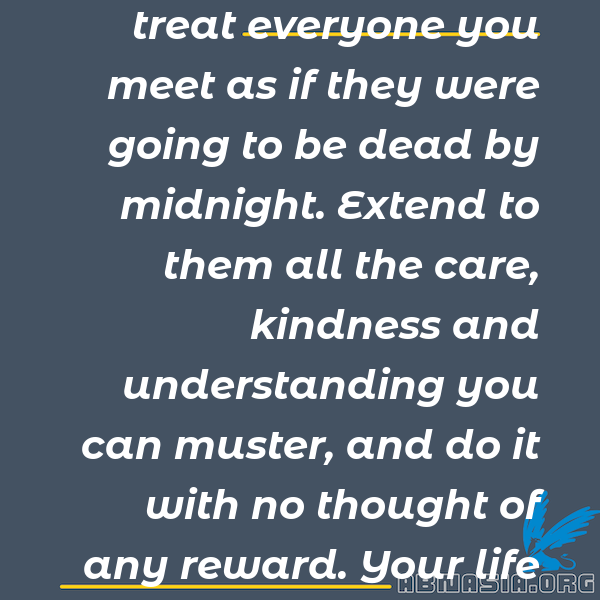 treat everyone you
meet as if they were
going to be dead by
midnight. Extend to
them all the care,
kindness and
understanding you
can muster, and do it
with no thought of
any reward. Your life
ABNASIA.ORG